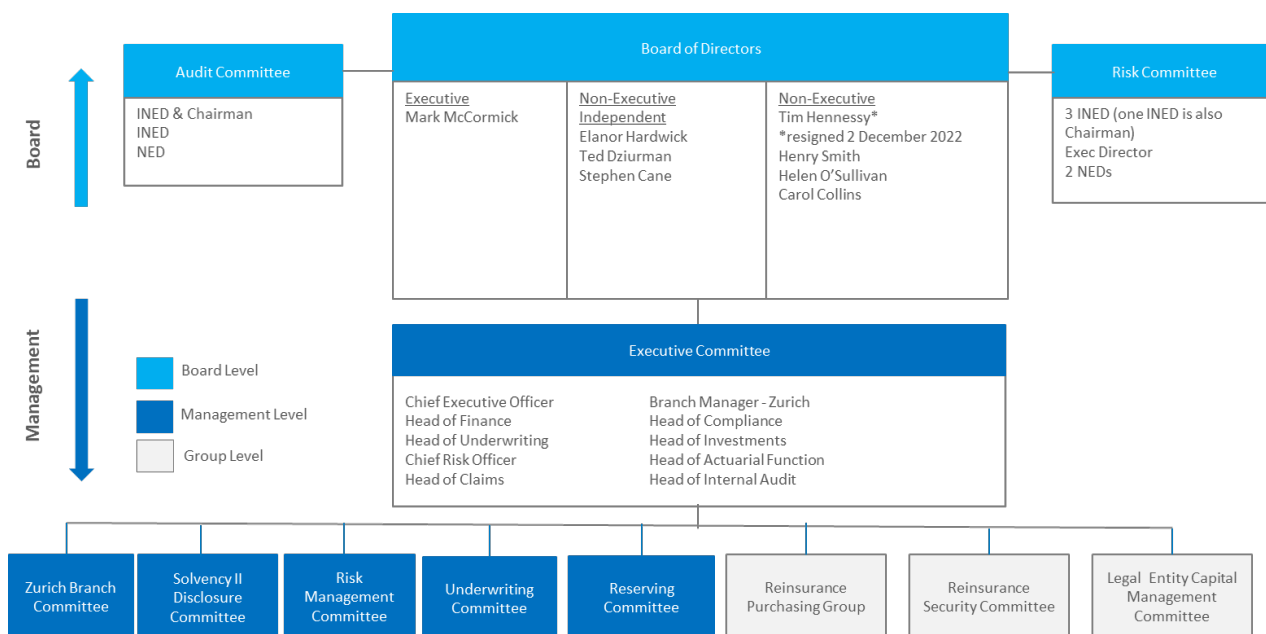 Board of Directors
Audit Committee
Risk Committee
INED & Chairman
INED
NED
Executive
Mark McCormick
Non-Executive
Independent
Elanor Hardwick
Ted Dziurman
Stephen Cane
Non-Executive
Tim Hennessy*
*resigned 2 December 2022
Henry Smith
Helen O'Sullivan
Carol Collins
3 INED (one INED is also
Chairman)
Exec Director
2 NEDs
Board
Management
Board Level
Management Level
Group Level
Executive Committee
Chief Executive Officer
Head of Finance
Head of Underwriting
Chief Risk Officer
Head of Claims
Branch Manager - Zurich
Head of Compliance
Head of Investments
Head of Actuarial Function
Head of Internal Audit
Zurich Branch
Committee
Solvency II
Disclosure
Committee
Risk
Management
Committee
Underwriting
Committee
Reserving
Committee
Reinsurance
Purchasing Group
Reinsurance
Security Committee
Legal Entity Capital
Management
Committee